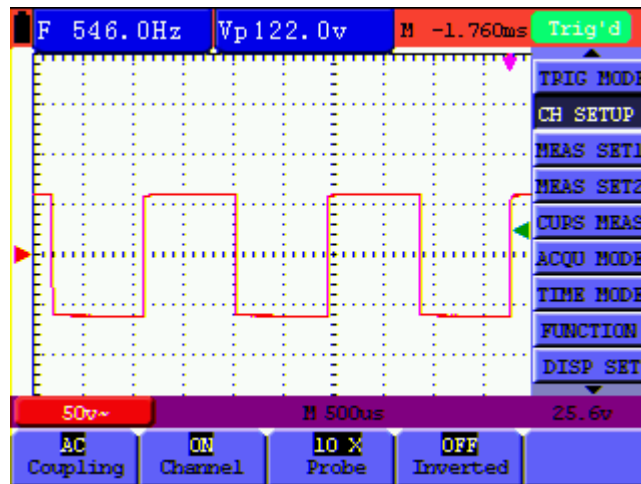 F 546.0Hz Vp122.0v M -1.760ms Trig'd
TRIG MODE
CH SETUP
MEAS SET1
MEAS SET2
CURS MEAS
ACQU MODE
TIME MODE
FUNCTION
DISP SET
50v~ M 500us 25.6v
AC ON 10 X OFF
Coupling Channel Probe Inverted